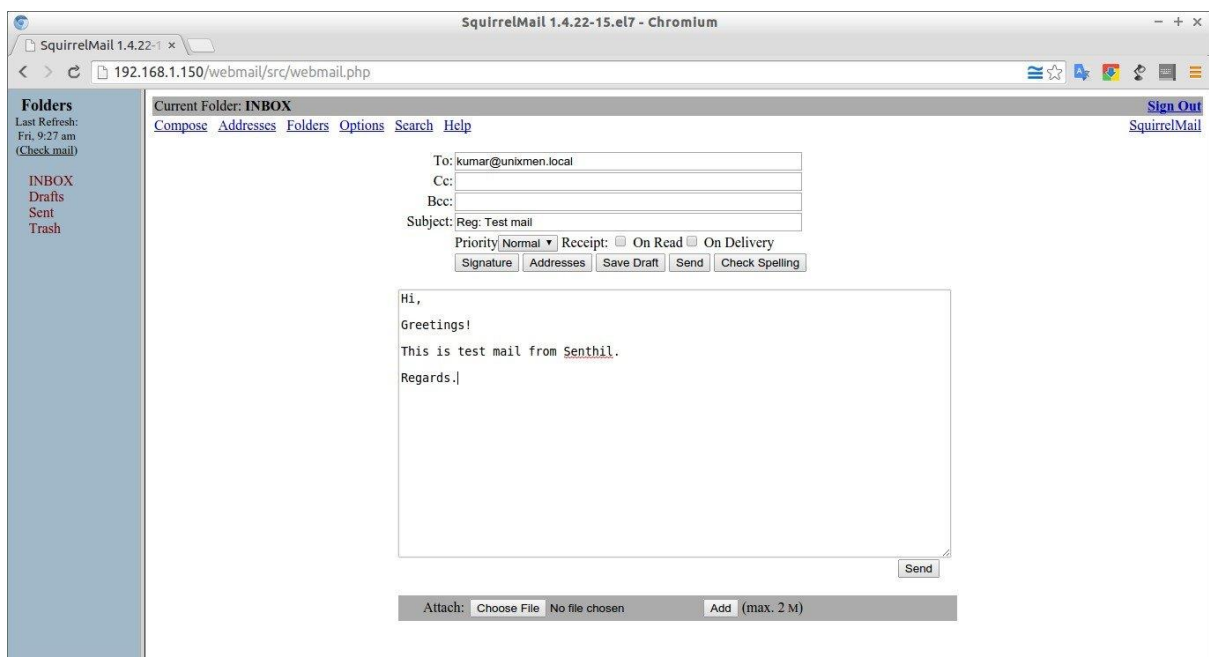 SquirrelMail 1.4.22-15.el7 - Chromium
SquirrelMail 1.4.22-1
192.168.1.150/webmail/src/webmail.php
Folders
Last Refresh:
Fri, 9:27 am
(Check mail)
INBOX
Drafts
Sent
Trash
Current Folder: INBOX Sign Out
Compose Addresses Folders Options Search Help SquirrelMail
To: kumar@unixmen.local
Cc:
Bcc:
Subject: Reg: Test mail
Priority Normal Receipt: On Read On Delivery
Signature Addresses Save Draft Send Check Spelling
Hi,
Greetings!
This is test mail from Senthil.
Regards.
Send
Attach: Choose File No file chosen Add (max. 2 M)